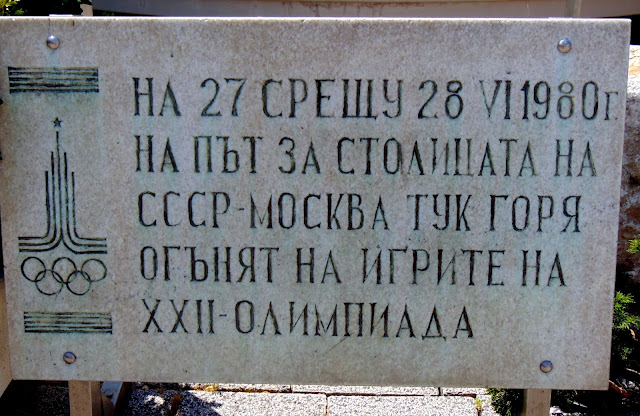 НА 27 СРЕЩУ 28 VI 1980г.
НА ПЪТ ЗА СТОЛИЦАТА НА
СССР-МОСКВА ТУК ГОРЯ
ОГЪНЯТ НА ИГРИТЕ НА
XXII-ОЛИМПИАДА